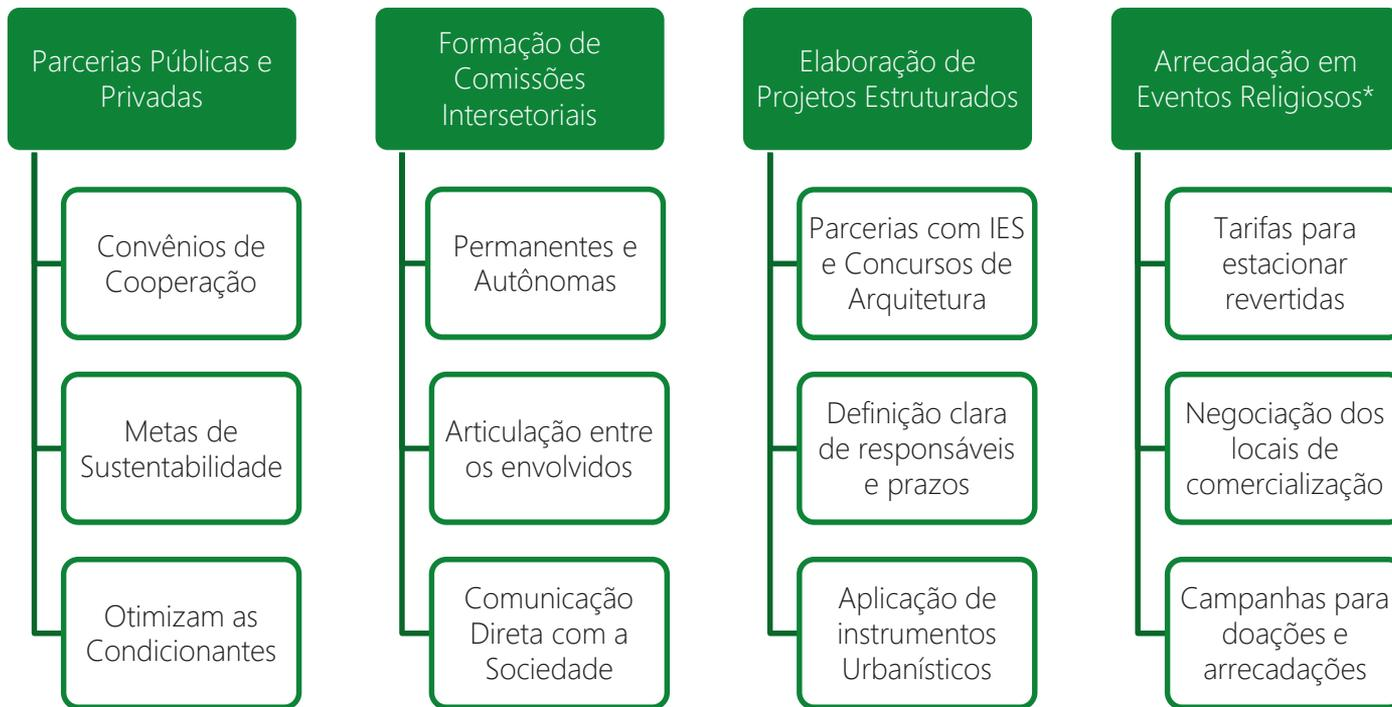 Parcerias Públicas e
Privadas
Convênios de
Cooperação
Metas de
Sustentabilidade
Otimizam as
Condicionantes
Formação de
Comissões
Intersetoriais
Permanentes e
Autônomas
Articulação entre
os envolvidos
Comunicação
Direta com a
Sociedade
Elaboração de
Projetos Estruturados
Parcerias com IES
e Concursos de
Arquitetura
Definição clara
de responsáveis
e prazos
Aplicação de
instrumentos
Urbanísticos
Arrecadação em
Eventos Religiosos*
Tarifas para
estacionar
revertidas
Negociação dos
locais de
comercialização
Campanhas para
doações e
arrecadações